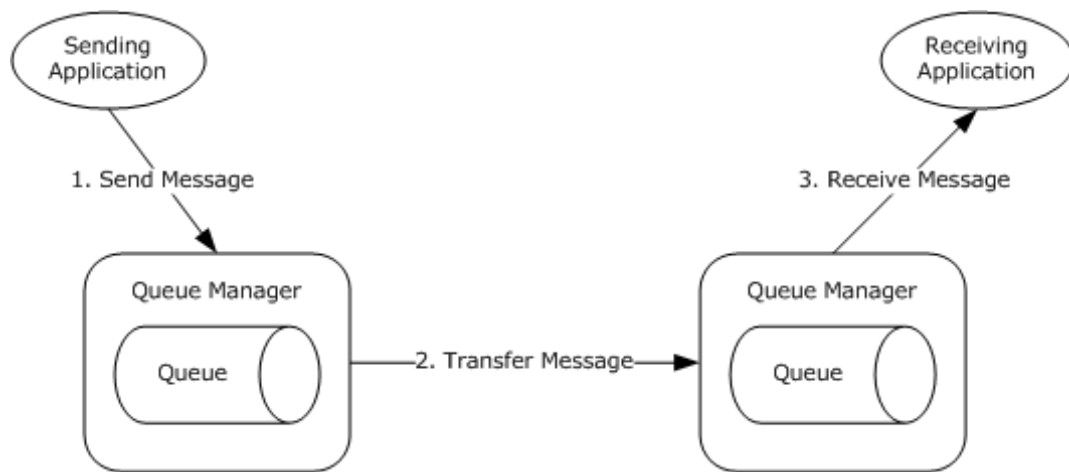 Sending
Application
Receiving
Application
1. Send Message
3. Receive Message
Queue Manager
Queue
2. Transfer Message
Queue Manager
Queue